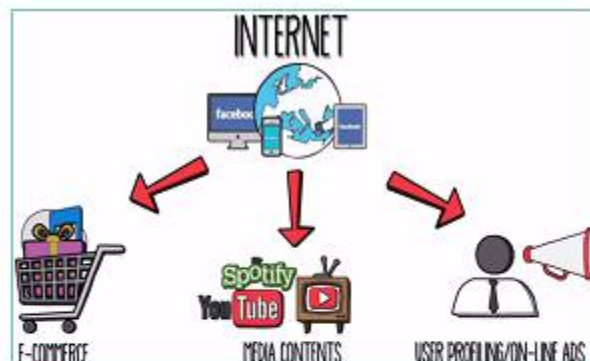 INTERNET
facebook
facebook
Spotify
YouTube
E-COMMERCE
MEDIA CONTENTS
USER PROFILING/ON-LINE ADS